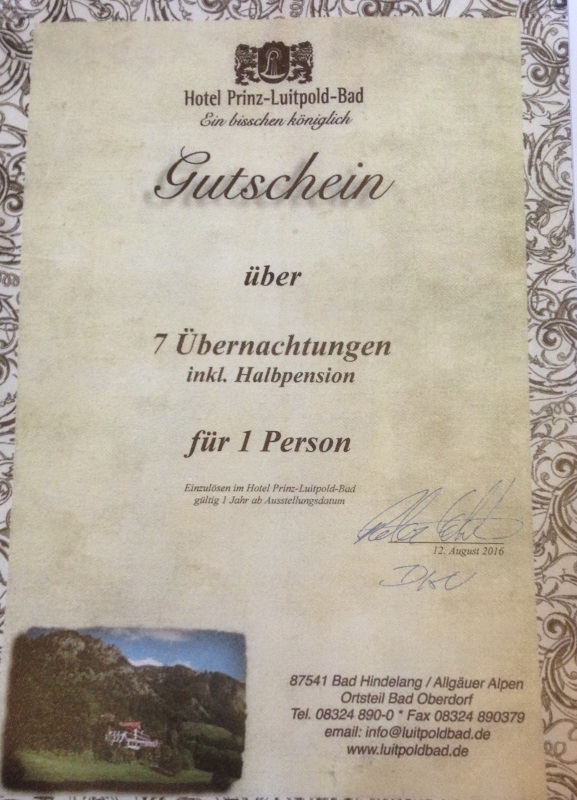 Hotel Prinz-Luitpold-Bad
Ein bisschen königlich
Gutschein
über
7 Übernachtungen
inkl. Halbpension
für 1 Person
Einzulösen im Hotel Prinz-Luitpold-Bad
gültig 1 Jahr ab Ausstellungsdatum
12. August 2016
87541 Bad Hindelang / Allgäuer Alpen
Ortsteil Bad Oberdorf
Tel. 08324 890-0 * Fax 08324 890379
email: info@luitpoldbad.de
www.luitpoldbad.de